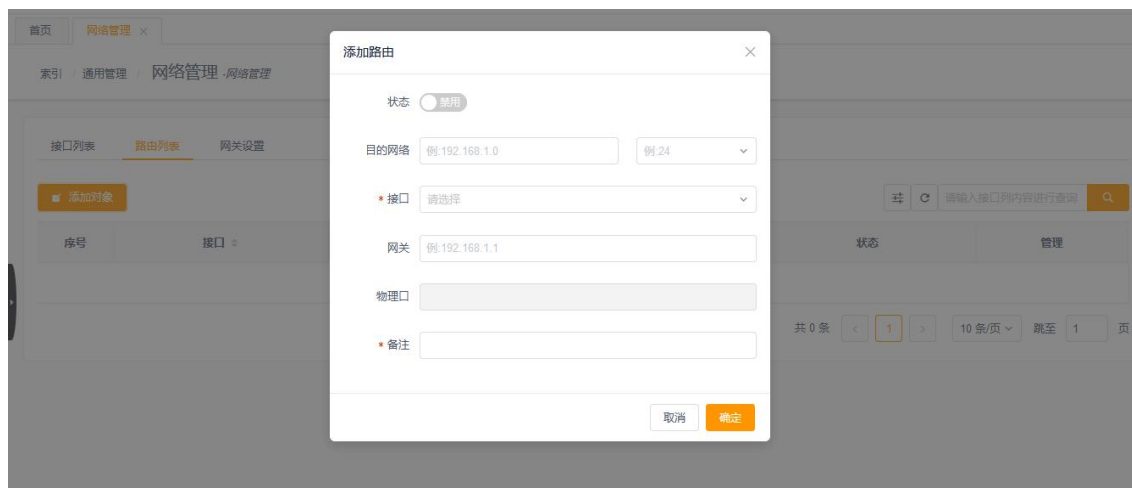 首页 网络管理 ×
索引 / 通用管理 / 网络管理 -网络管理
接口列表 路由列表 网关设置
添加对象
请输入接口列内容进行查询
序号 接口 状态 管理
共 0 条 < 1 > 10 条/页 跳至 1 页
添加路由 ×
状态 禁用
目的网络 例:192.168.1.0 例:24
* 接口 请选择
网关 例:192.168.1.1
物理口
* 备注
取消 确定